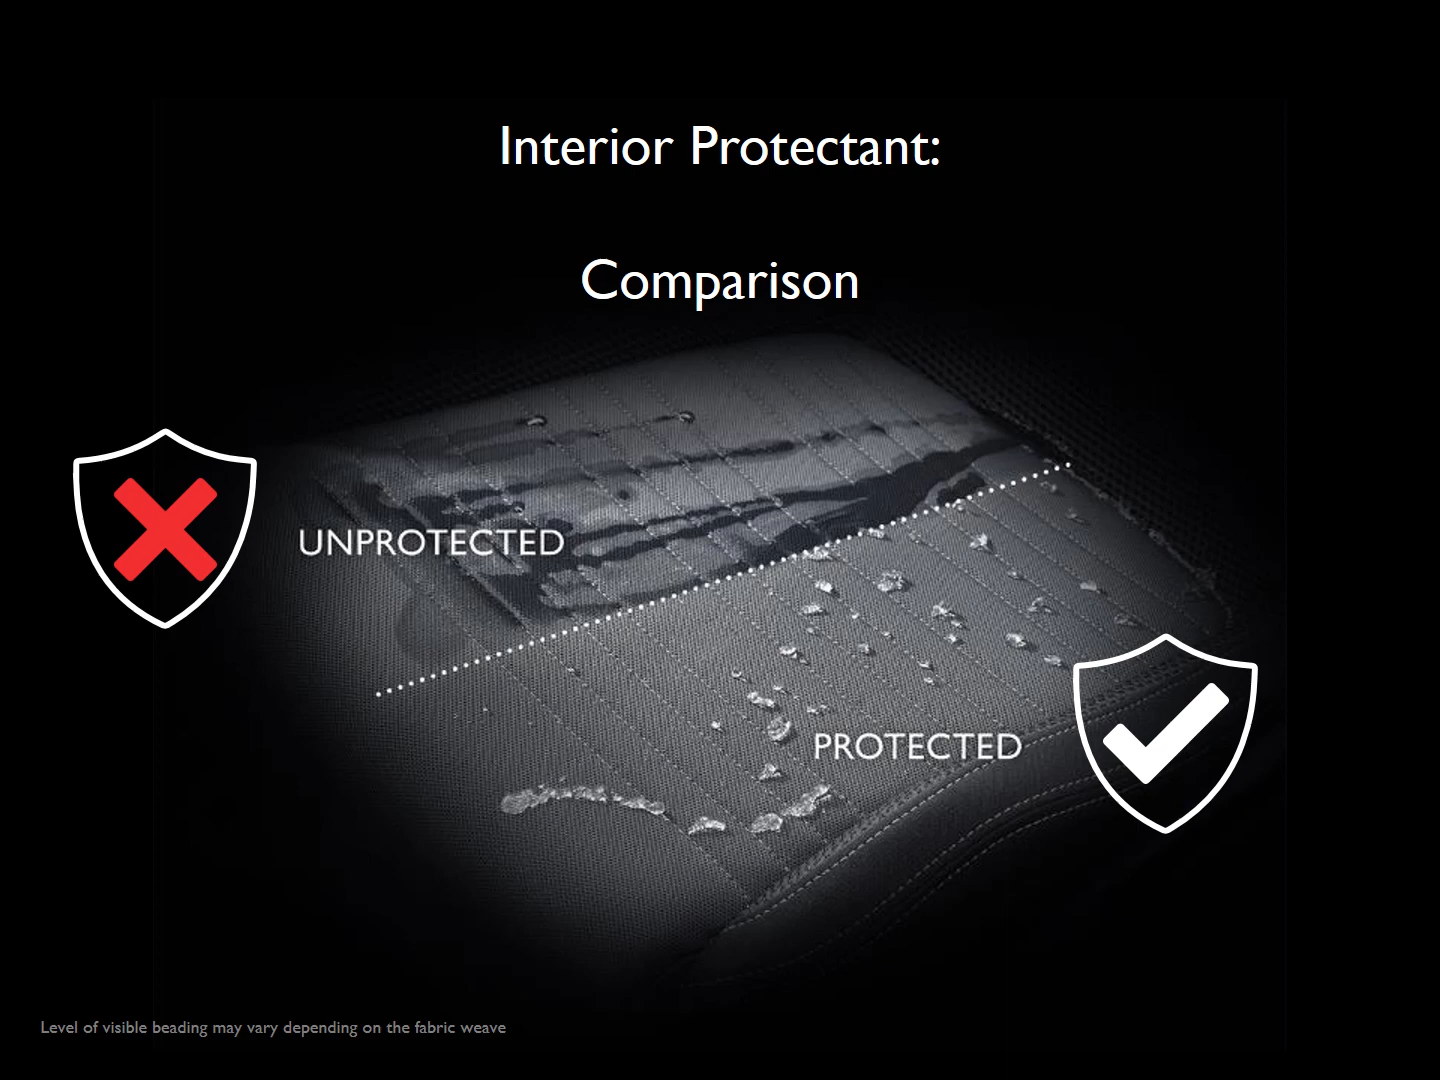 Interior Protectant:
Comparison
UNPROTECTED
PROTECTED
Level of visible beading may vary depending on the fabric weave